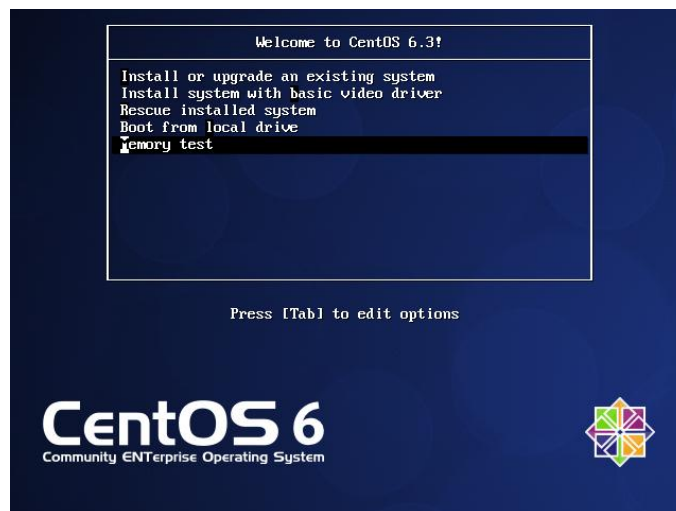 Welcome to CentOS 6.3!
Install or upgrade an existing system
Install system with basic video driver
Rescue installed system
Boot from local drive
Memory test
Press [Tab] to edit options
CentOS 6
Community ENTerprise Operating System